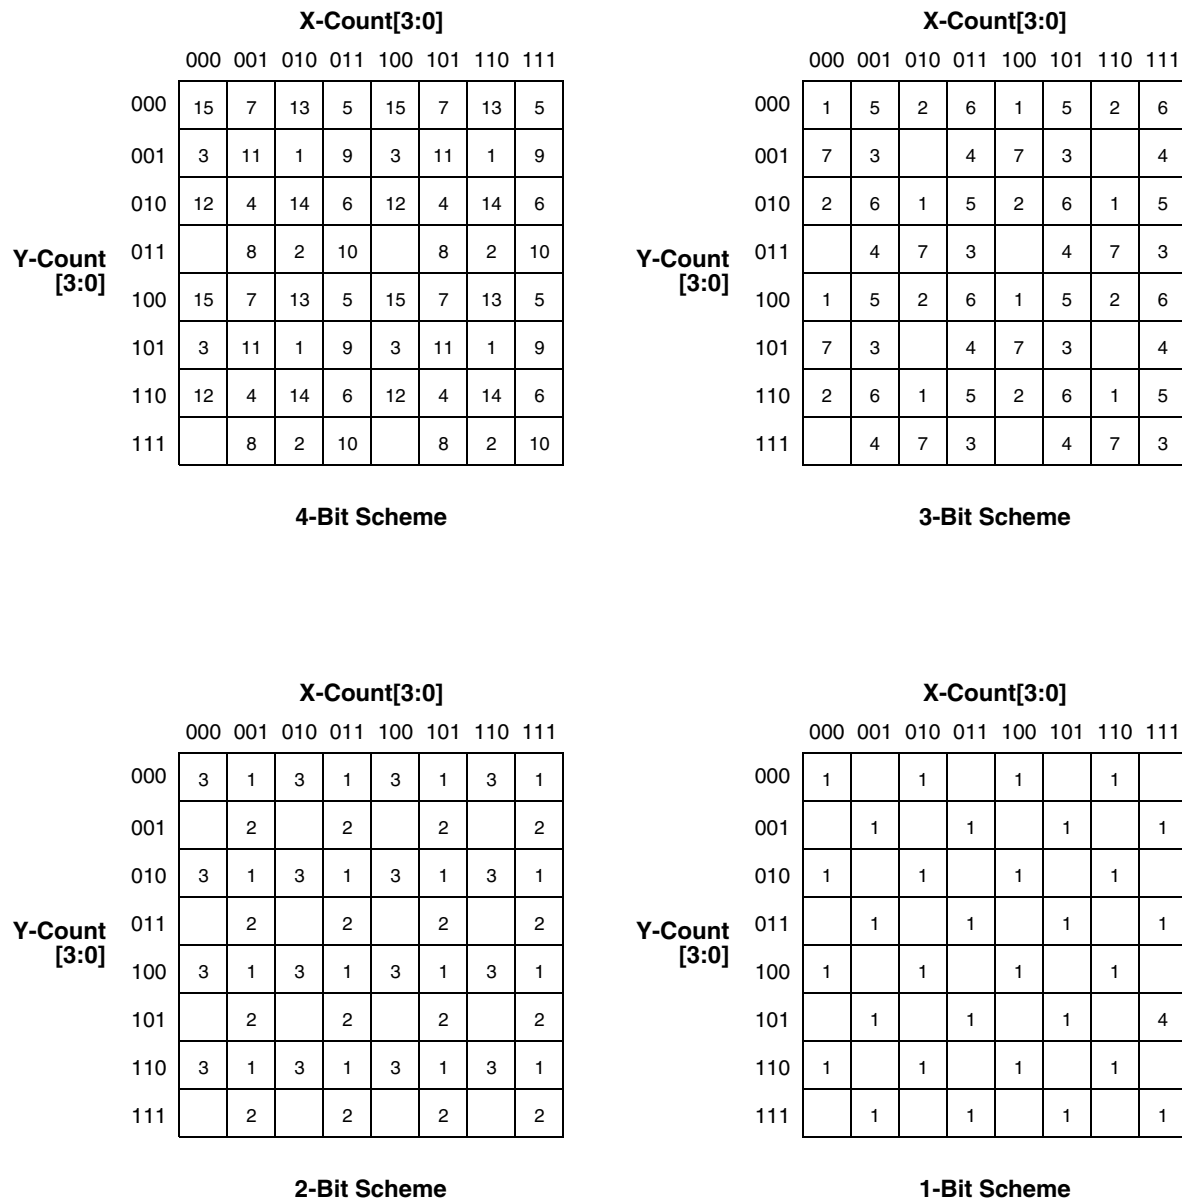 X-Count[3:0]
000 001 010 011 100 101 110 111
000 15 7 13 5 15 7 13 5
001 3 11 1 9 3 11 1 9
010 12 4 14 6 12 4 14 6
Y-Count
[3:0]
011 8 2 10 8 2 10
100 15 7 13 5 15 7 13 5
101 3 11 1 9 3 11 1 9
110 12 4 14 6 12 4 14 6
111 8 2 10 8 2 10
4-Bit Scheme
X-Count[3:0]
000 001 010 011 100 101 110 111
000 1 5 2 6 1 5 2 6
001 7 3 4 7 3 4
010 2 6 1 5 2 6 1 5
Y-Count
[3:0]
011 4 7 3 4 7 3
100 1 5 2 6 1 5 2 6
101 7 3 4 7 3 4
110 2 6 1 5 2 6 1 5
111 4 7 3 4 7 3
3-Bit Scheme
X-Count[3:0]
000 001 010 011 100 101 110 111
000 3 1 3 1 3 1 3 1
001 2 2 2 2
010 3 1 3 1 3 1 3 1
Y-Count
[3:0]
011 2 2 2 2
100 3 1 3 1 3 1 3 1
101 2 2 2 2
110 3 1 3 1 3 1 3 1
111 2 2 2 2
2-Bit Scheme
X-Count[3:0]
000 001 010 011 100 101 110 111
000 1 1 1 1
001 1 1 1 1
010 1 1 1 1
Y-Count
[3:0]
011 1 1 1 1
100 1 1 1 1
101 1 1 1 4
110 1 1 1 1
111 1 1 1 1
1-Bit Scheme